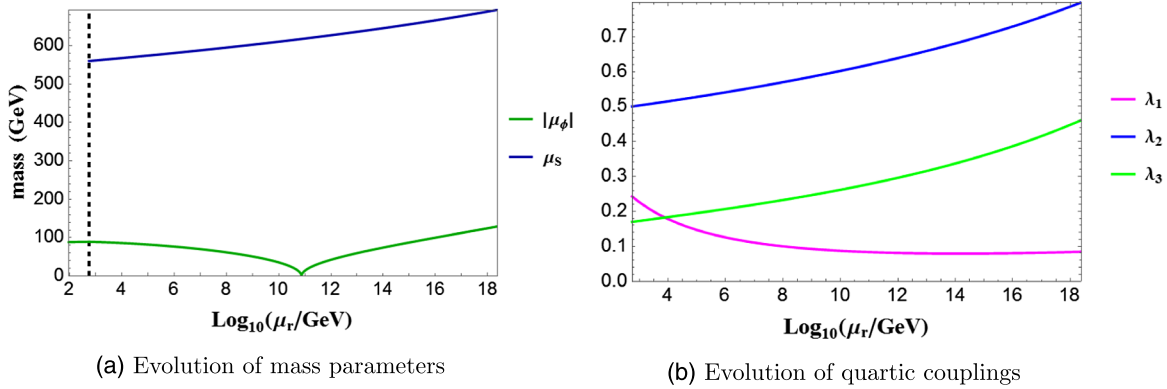 600
500
400
300
200
100
0
mass (GeV)
2 4 6 8 10 12 14 16 18
Log₁₀(μᵣ/GeV)
|μ_ϕ|
μ_S
(a) Evolution of mass parameters
0.7
0.6
0.5
0.4
0.3
0.2
0.1
0.0
4 6 8 10 12 14 16 18
Log₁₀(μᵣ/GeV)
λ₁
λ₂
λ₃
(b) Evolution of quartic couplings